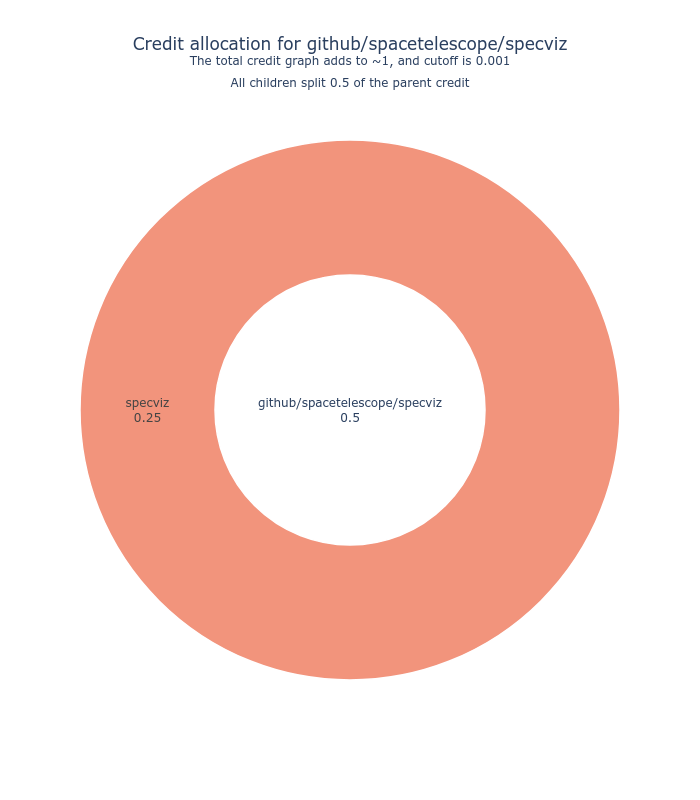 Credit allocation for github/spacetelescope/specviz
The total credit graph adds to ~1, and cutoff is 0.001
All children split 0.5 of the parent credit
specviz
0.25
github/spacetelescope/specviz
0.5